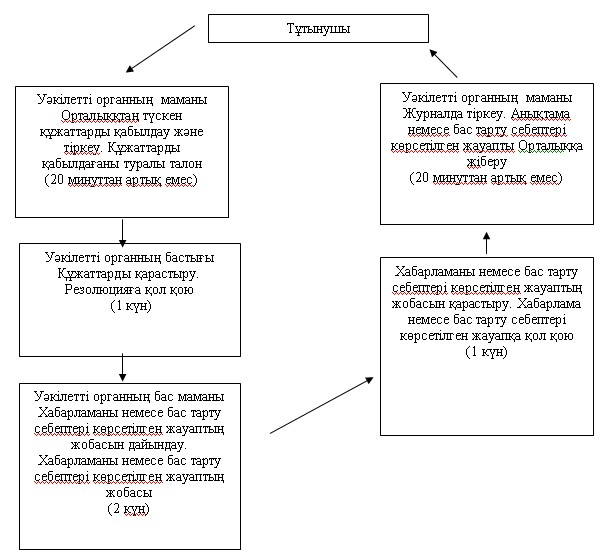 Тұтынушы
Уәкілетті органның  маманы
Орталықтан түскен
құжаттарды қабылдау және
тіркеу. Құжаттарды
қабылдағаны туралы талон
(20 минуттан артық емес)
Уәкілетті органның бастығы
Құжаттарды қарастыру.
Резолюцияға қол қою
(1 күн)
Уәкілетті органның бас маманы
Хабарламаны немесе бас тарту
себептері көрсетілген жауаптың
жобасын дайындау.
Хабарламаны немесе бас тарту
себептері көрсетілген жауаптың
жобасы
(2 күн)
Уәкілетті органның  маманы
Журналда тіркеу. Анықтама
немесе бас тарту себептері
көрсетілген жауапты Орталыққа
жіберу
(20 минуттан артық емес)
Хабарламаны немесе бас тарту
себептері көрсетілген жауаптың
жобасын қарастыру. Хабарлама
немесе бас тарту себептері
көрсетілген жауапқа қол қою
(1 күн)